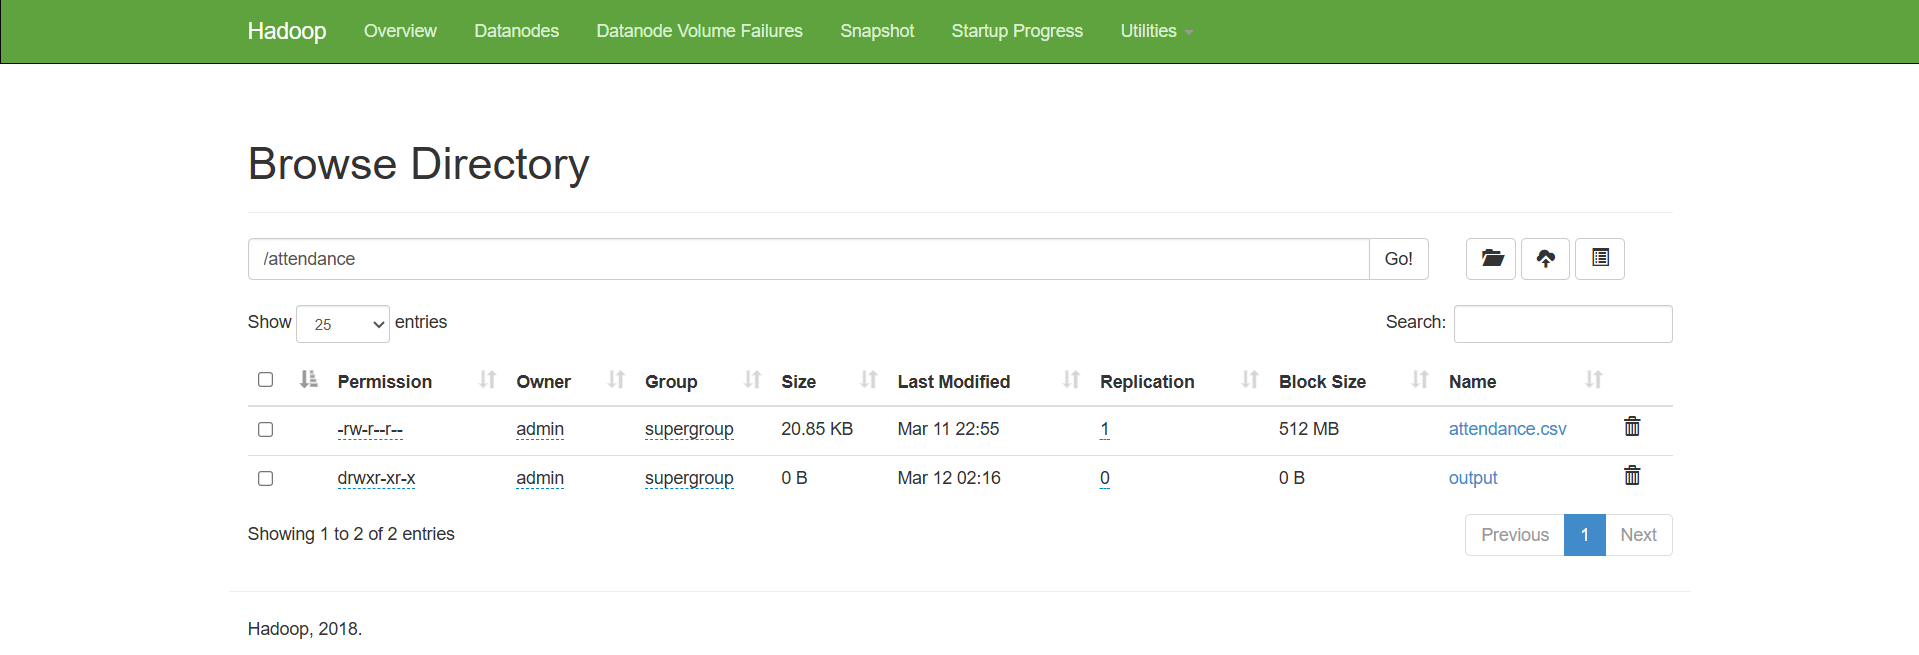 Hadoop Overview Datanodes Datanode Volume Failures Snapshot Startup Progress Utilities
Browse Directory
/attendance Go!
Show 25 entries Search:
Permission Owner Group Size Last Modified Replication Block Size Name
-rw-r--r-- admin supergroup 20.85 KB Mar 11 22:55 1 512 MB attendance.csv
drwxr-xr-x admin supergroup 0 B Mar 12 02:16 0 0 B output
Showing 1 to 2 of 2 entries Previous 1 Next
Hadoop, 2018.